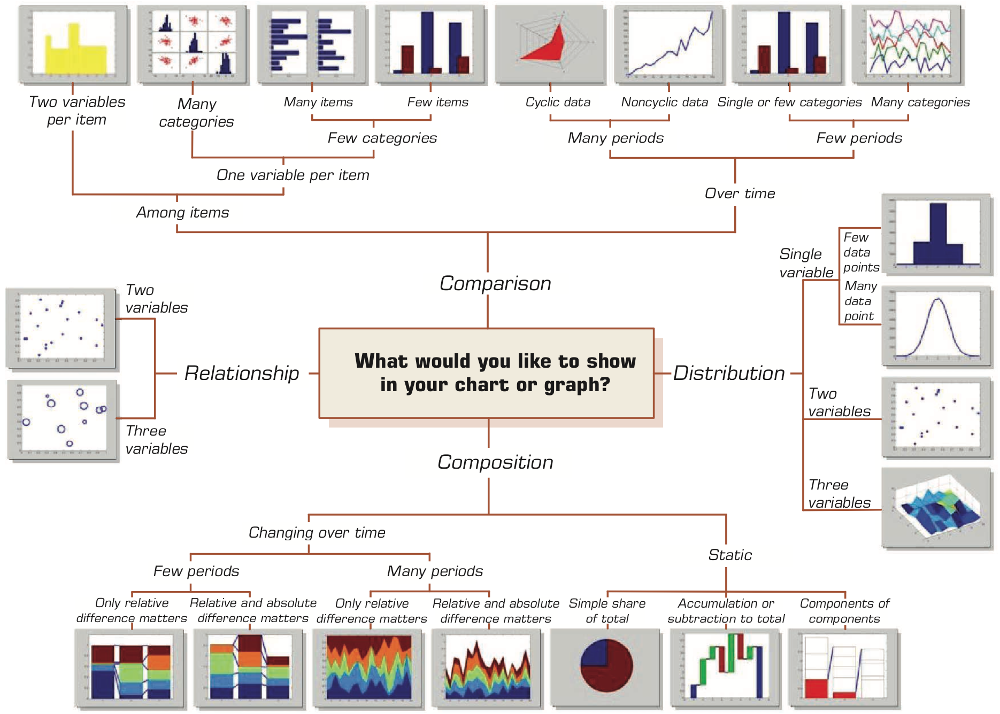 Two variables
per item
Many
categories
Many items
Few items
Cyclic data
Noncyclic data
Single or few categories
Many categories
Few categories
Many periods
Few periods
One variable per item
Over time
Among items
Comparison
Single
variable
Few
data
points
Many
data
point
Two
variables
Relationship
What would you like to show
in your chart or graph?
Distribution
Two
variables
Three
variables
Composition
Three
variables
Changing over time
Static
Few periods
Many periods
Only relative
difference matters
Relative and absolute
difference matters
Only relative
difference matters
Relative and absolute
difference matters
Simple share
of total
Accumulation or
subtraction to total
Components of
components